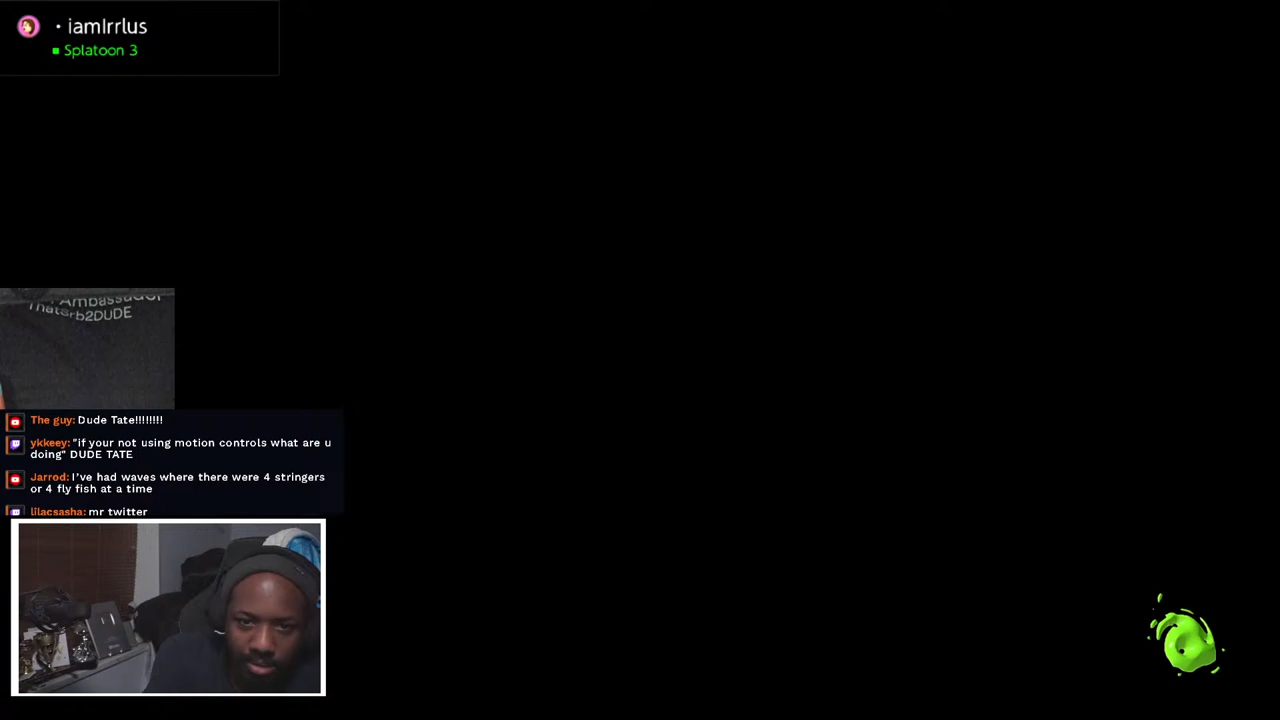 · iamIrrlus
Splatoon 3
Ambassador
ThatSrb2DUDE
The guy: Dude Tate!!!!!!!!
ykkeey: "if your not using motion controls what are u
doing" DUDE TATE
Jarrod: I've had waves where there were 4 stringers
or 4 fly fish at a time
lilacsasha: mr twitter